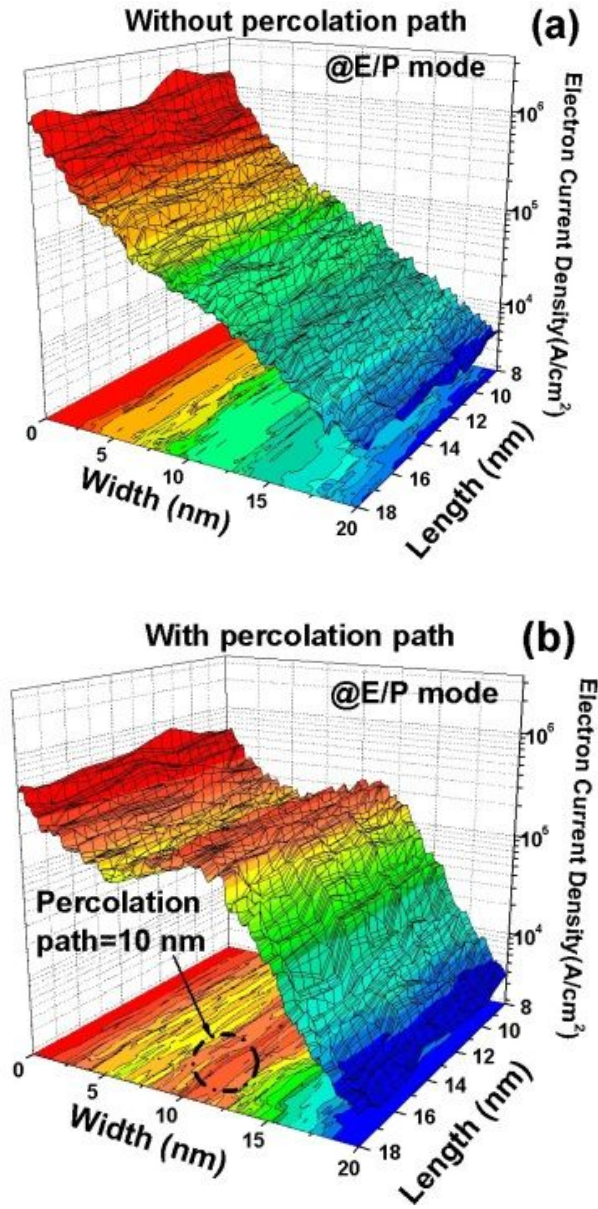 Without percolation path
(a)
@E/P mode
Electron Current Density(A/cm²)
10⁶
10⁵
10⁴
0
5
10
15
20
Width (nm)
8
10
12
14
16
18
Length (nm)
With percolation path
(b)
@E/P mode
Electron Current Density(A/cm²)
10⁶
10⁵
10⁴
Percolation
path=10 nm
0
5
10
15
20
Width (nm)
8
10
12
14
16
18
Length (nm)